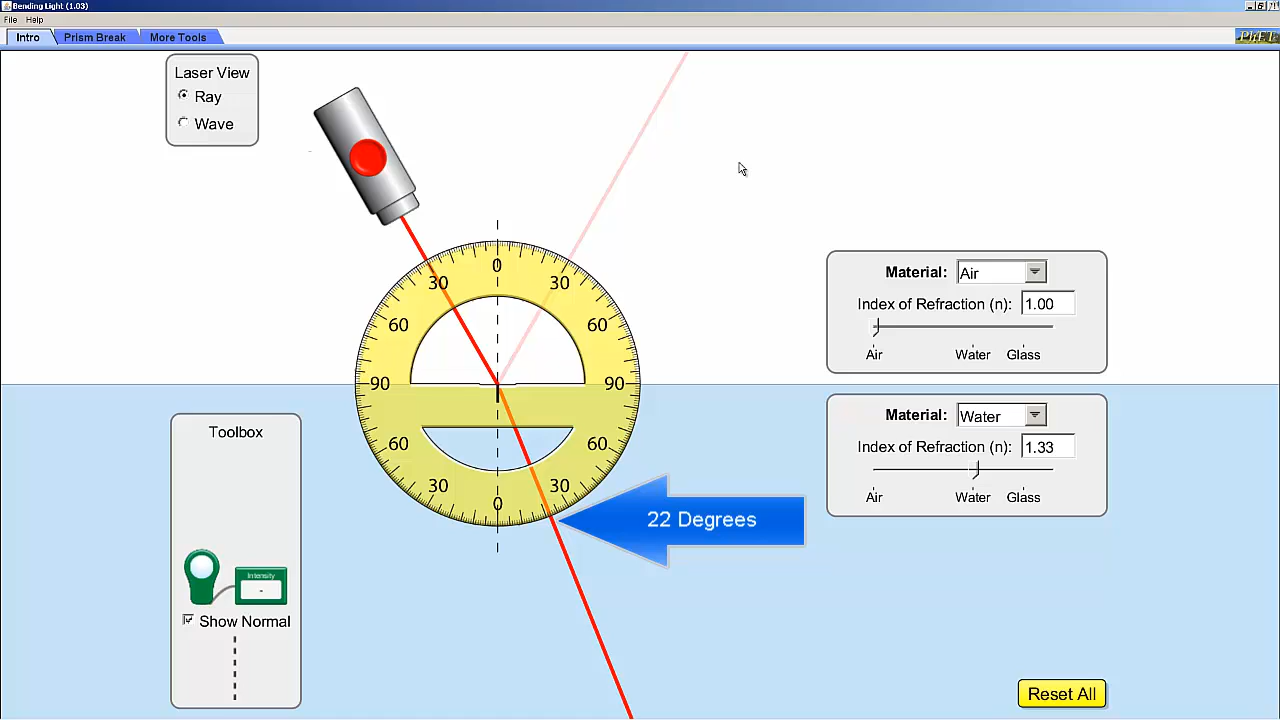 Bending Light (1.03)
File Help
Intro Prism Break More Tools
PhET
Laser View
Ray
Wave
0
30 30
60 60
90 90
60 60
30 30
0
22 Degrees
Material: Air
Index of Refraction (n): 1.00
Air Water Glass
Material: Water
Index of Refraction (n): 1.33
Air Water Glass
Toolbox
Intensity
-
Show Normal
Reset All